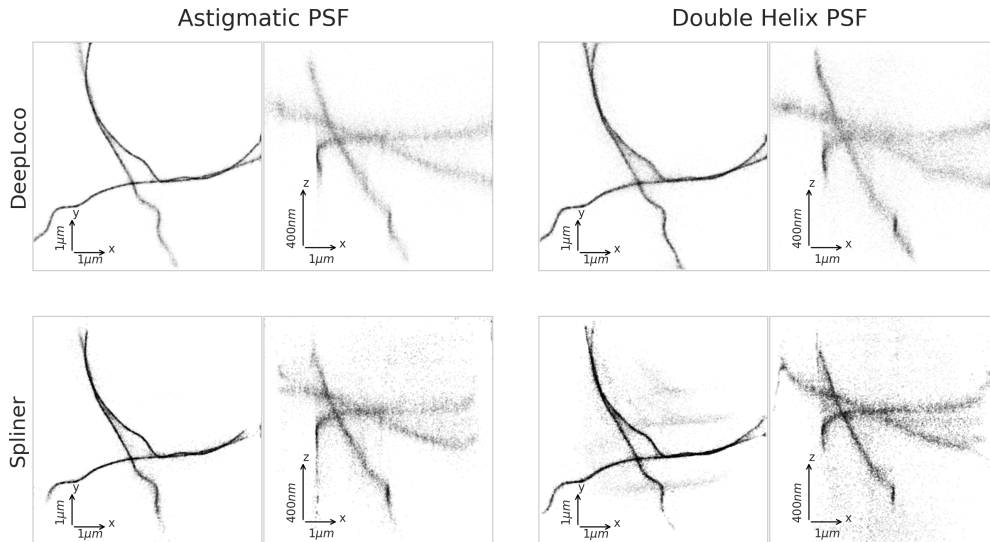 Astigmatic PSF Double Helix PSF
DeepLoco
y
1μm
x
1μm
z
400nm
x
1μm
y
1μm
x
1μm
z
400nm
x
1μm
Spliner
y
1μm
x
1μm
z
400nm
x
1μm
y
1μm
x
1μm
z
400nm
x
1μm